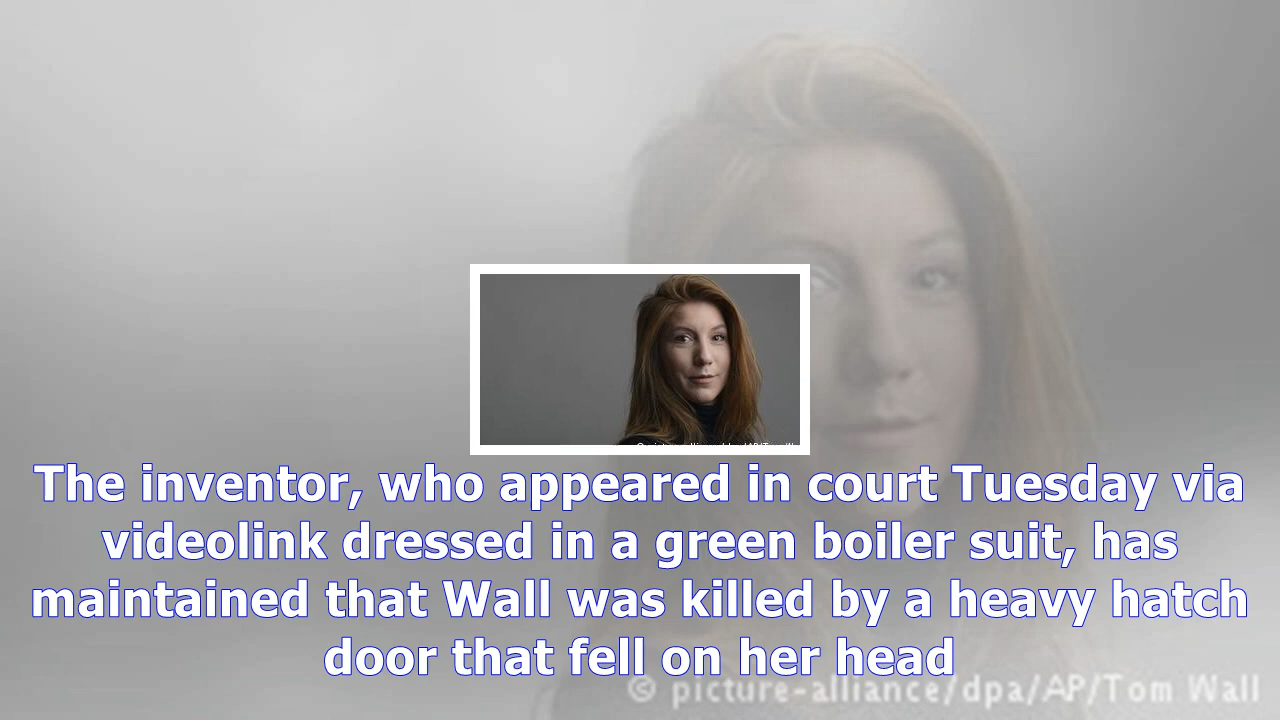 The inventor, who appeared in court Tuesday via
videolink dressed in a green boiler suit, has
maintained that Wall was killed by a heavy hatch
door that fell on her head
© picture-alliance/dpa/AP/Tom Wall